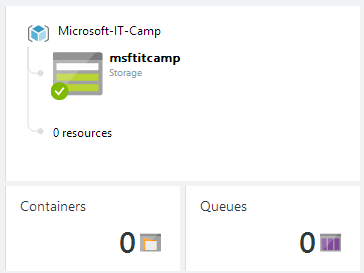 Microsoft-IT-Camp
msftitcamp
Storage
0 resources
Containers
0
Queues
0